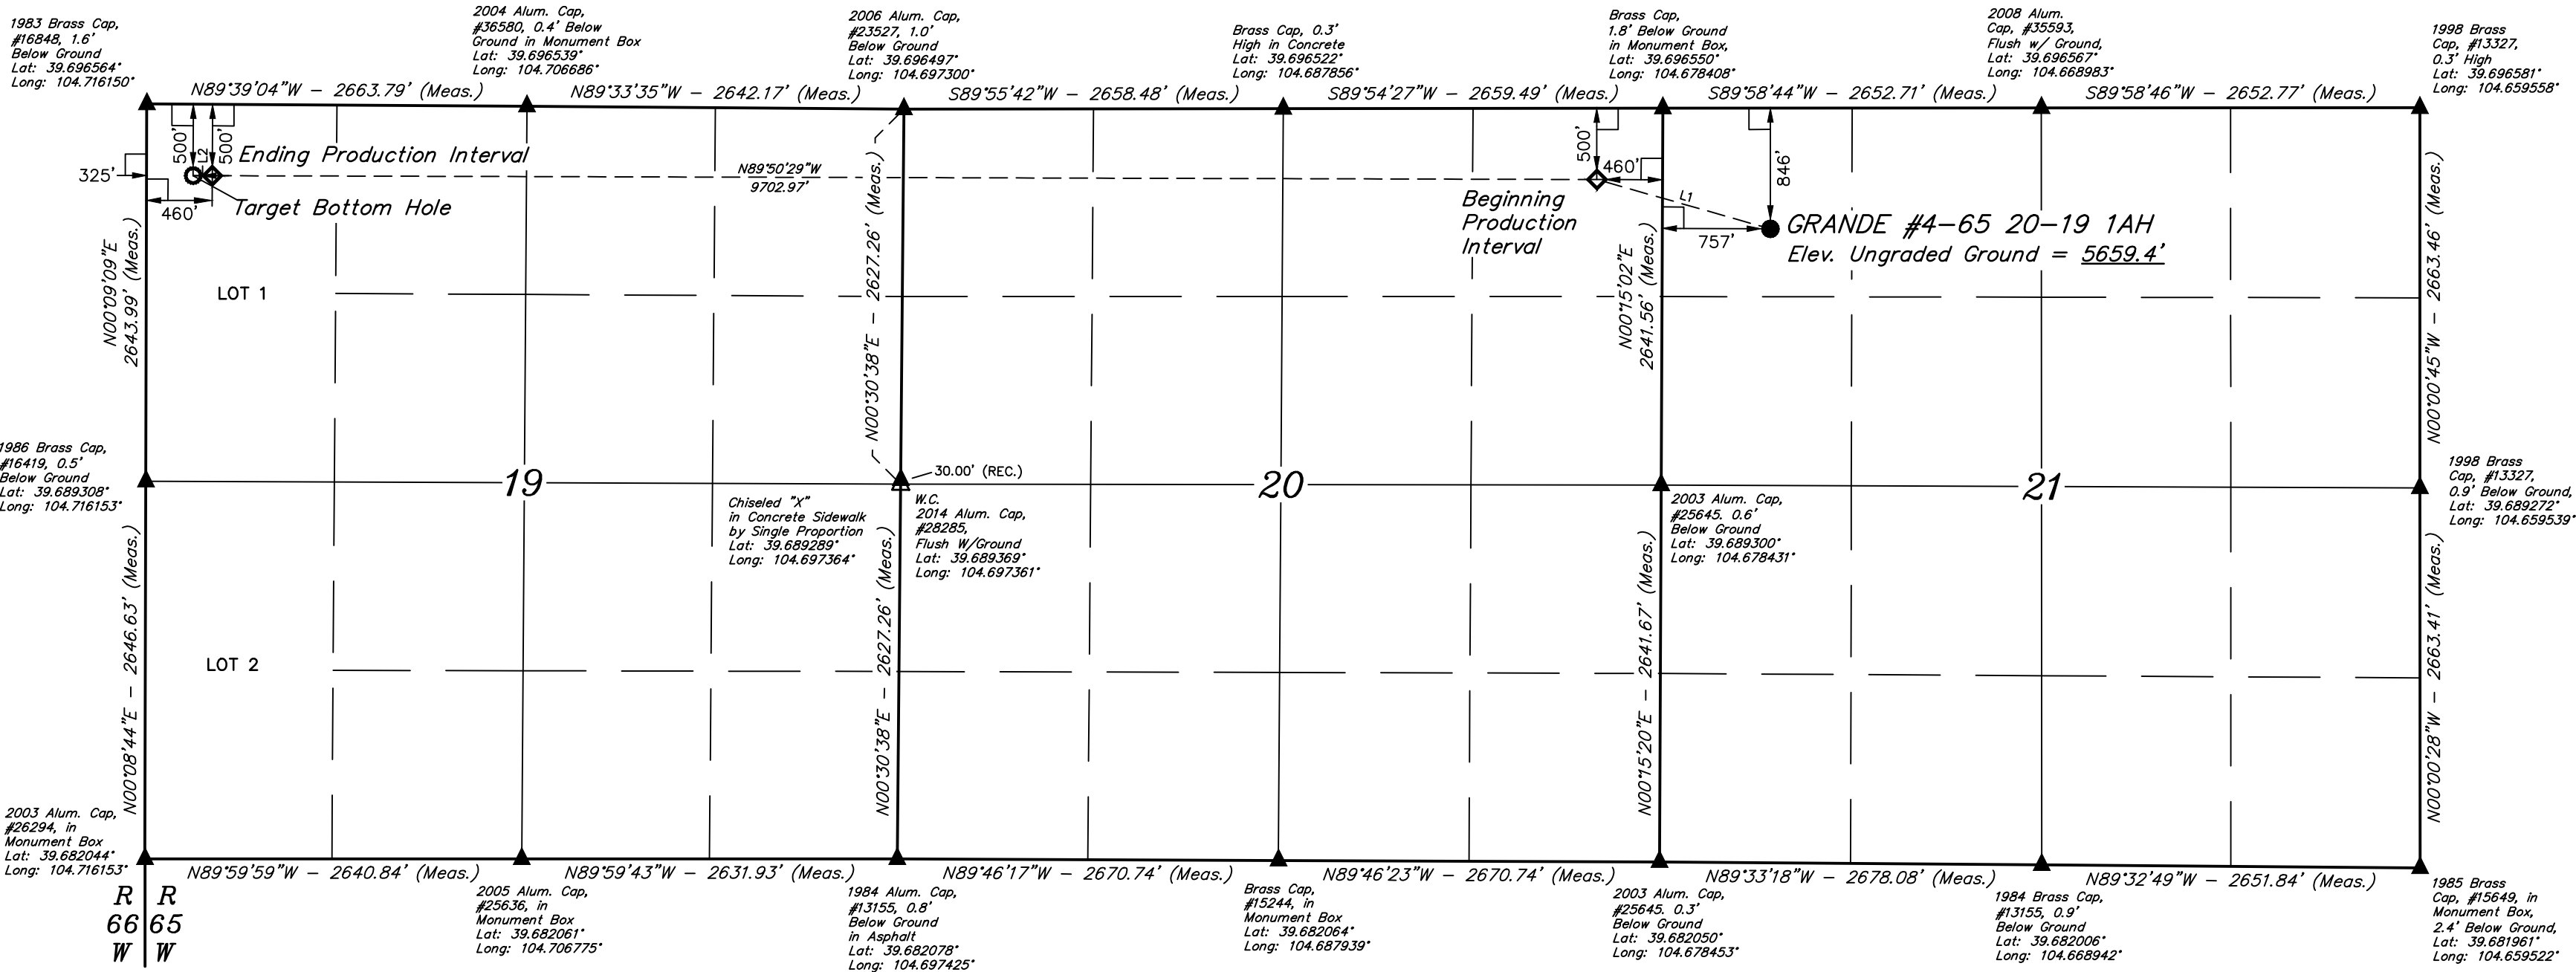 1983 Brass Cap,
#16848, 1.6'
Below Ground
Lat: 39.696564°
Long: 104.716150°
2004 Alum. Cap,
#36580, 0.4' Below
Ground in Monument Box
Lat: 39.696539°
Long: 104.706686°
2006 Alum. Cap,
#23527, 1.0'
Below Ground
Lat: 39.696497°
Long: 104.697300°
Brass Cap, 0.3'
High in Concrete
Lat: 39.696522°
Long: 104.687856°
Brass Cap,
1.8' Below Ground
in Monument Box,
Lat: 39.696550°
Long: 104.678408°
2008 Alum.
Cap, #35593,
Flush w/ Ground,
Lat: 39.696567°
Long: 104.668983°
1998 Brass
Cap, #13327,
0.3' High
Lat: 39.696581°
Long: 104.659558°
N89°39'04"W - 2663.79' (Meas.)
N89°33'35"W - 2642.17' (Meas.)
S89°55'42"W - 2658.48' (Meas.)
S89°54'27"W - 2659.49' (Meas.)
S89°58'44"W - 2652.71' (Meas.)
S89°58'46"W - 2652.77' (Meas.)
500'
L2
500'
Ending Production Interval
325'
460'
Target Bottom Hole
N89°50'29"W
9702.97'
500'
460'
Beginning
Production
Interval
L1
846'
757'
GRANDE #4-65 20-19 1AH
Elev. Ungraded Ground = 5659.4'
N00°09'09"E
2643.99' (Meas.)
N00°30'38"E - 2627.26' (Meas.)
N00°15'02"E
2641.56' (Meas.)
N00°00'45"W - 2663.46' (Meas.)
LOT 1
1986 Brass Cap,
#16419, 0.5'
Below Ground
Lat: 39.689308°
Long: 104.716153°
19
30.00' (REC.)
20
21
Chiseled "X"
in Concrete Sidewalk
by Single Proportion
Lat: 39.689289°
Long: 104.697364°
W.C.
2014 Alum. Cap,
#28285,
Flush W/Ground
Lat: 39.689369°
Long: 104.697361°
2003 Alum. Cap,
#25645. 0.6'
Below Ground
Lat: 39.689300°
Long: 104.678431°
1998 Brass
Cap, #13327,
0.9' Below Ground,
Lat: 39.689272°
Long: 104.659539°
N00°08'44"E - 2646.63' (Meas.)
N00°30'38"E - 2627.26' (Meas.)
N00°15'20"E - 2641.67' (Meas.)
N00°00'28"W - 2663.41' (Meas.)
LOT 2
2003 Alum. Cap,
#26294, in
Monument Box
Lat: 39.682044°
Long: 104.716153°
N89°59'59"W - 2640.84' (Meas.)
N89°59'43"W - 2631.93' (Meas.)
N89°46'17"W - 2670.74' (Meas.)
N89°46'23"W - 2670.74' (Meas.)
N89°33'18"W - 2678.08' (Meas.)
N89°32'49"W - 2651.84' (Meas.)
R R
66 65
W W
2005 Alum. Cap,
#25636, in
Monument Box
Lat: 39.682061°
Long: 104.706775°
1984 Alum. Cap,
#13155, 0.8'
Below Ground
in Asphalt
Lat: 39.682078°
Long: 104.697425°
Brass Cap,
#15244, in
Monument Box
Lat: 39.682064°
Long: 104.687939°
2003 Alum. Cap,
#25645. 0.3'
Below Ground
Lat: 39.682050°
Long: 104.678453°
1984 Brass Cap,
#13155, 0.9'
Below Ground
Lat: 39.682006°
Long: 104.668942°
1985 Brass
Cap, #15649, in
Monument Box,
2.4' Below Ground,
Lat: 39.681961°
Long: 104.659522°